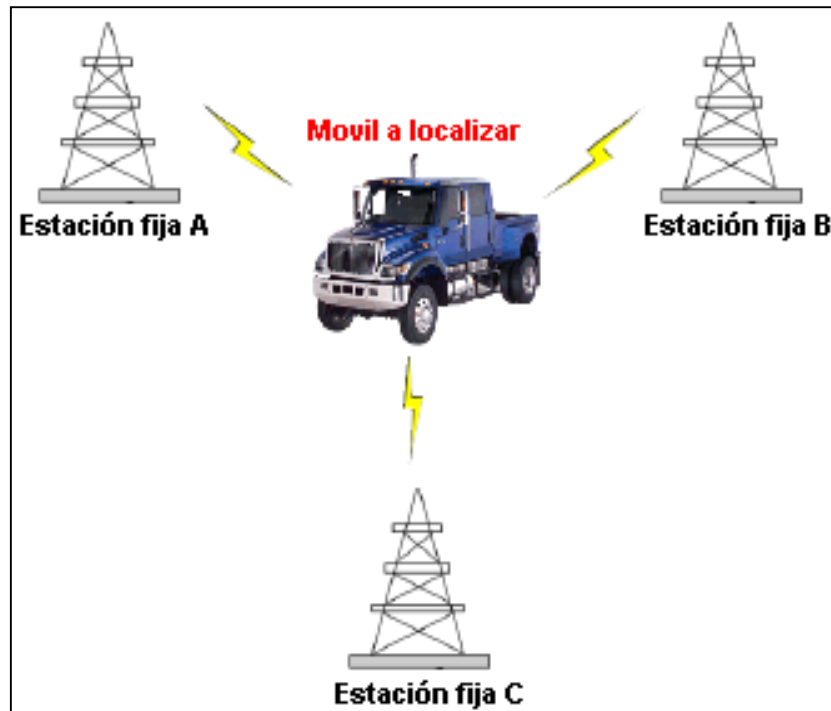 Movil a localizar
Estación fija A
Estación fija B
Estación fija C